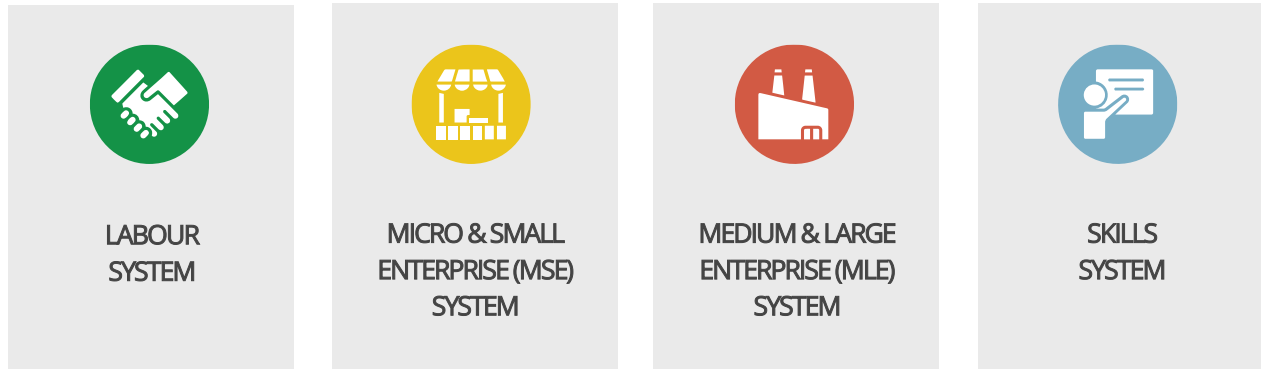 LABOUR
SYSTEM
MICRO & SMALL
ENTERPRISE (MSE)
SYSTEM
MEDIUM & LARGE
ENTERPRISE (MLE)
SYSTEM
SKILLS
SYSTEM